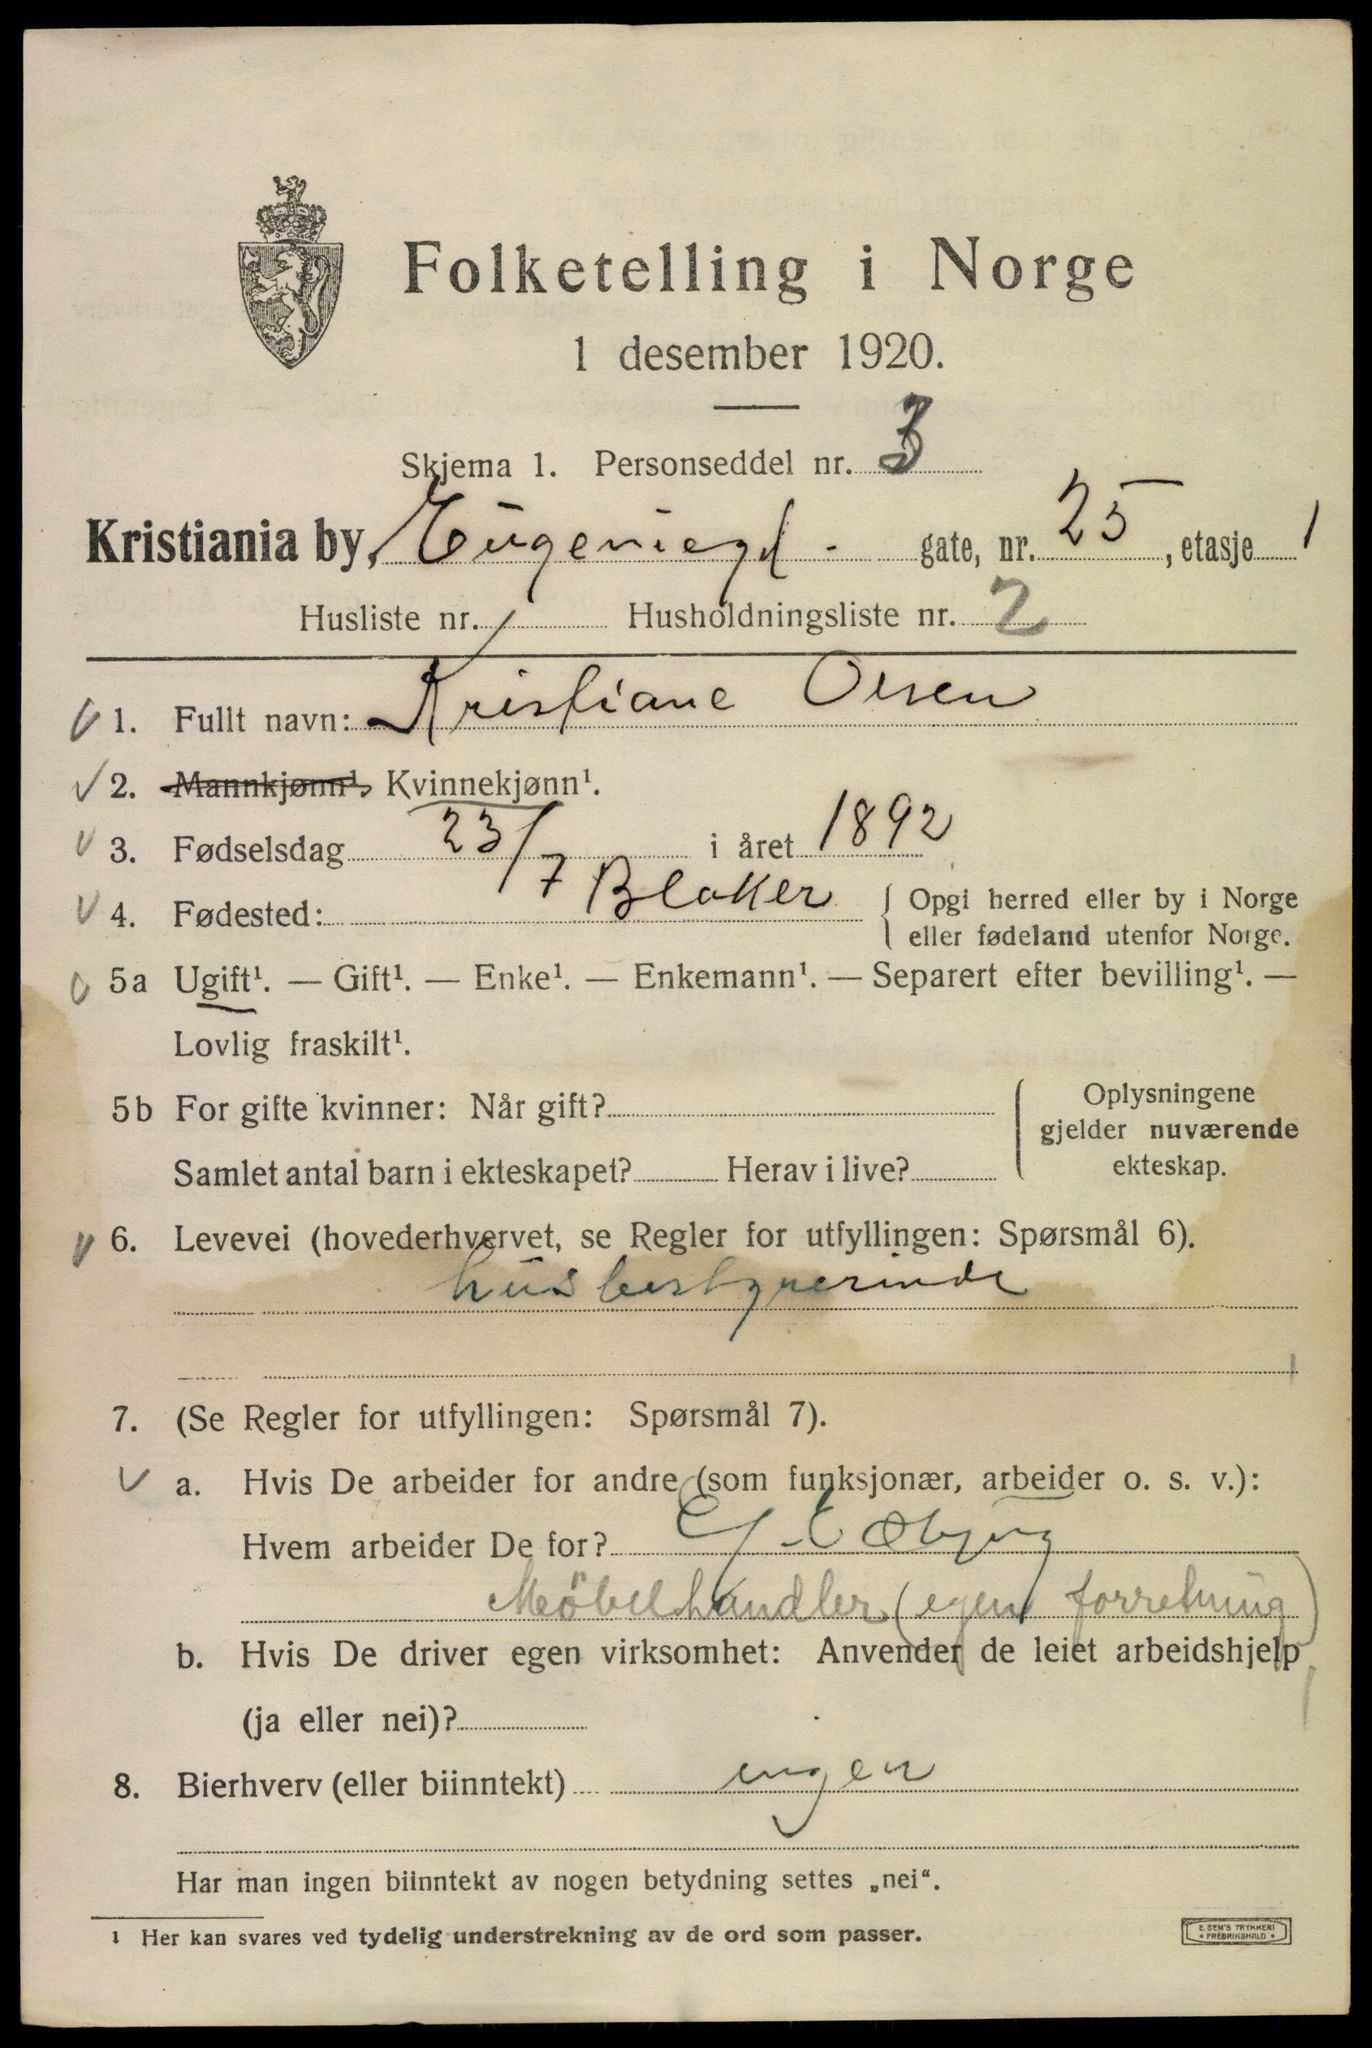 Folketelling i Norge
1 desember 1920.
Skjema 1. Personseddel nr. 3
Kristiania by, Eugeniegd. gate, nr. 25, etasje 1
Husliste nr. 1 Husholdningsliste nr. 2
1. Fullt navn: Kristiane Olsen
2. Mannkjønn¹. Kvinnekjønn¹.
3. Fødselsdag 23/7 i året 1892
4. Fødested: Blaker { Opgi herred eller by i Norge
eller fødeland utenfor Norge.
5a Ugift¹. — Gift¹. — Enke¹. — Enkemann¹. — Separert efter bevilling¹. —
Lovlig fraskilt¹.
5b For gifte kvinner: Når gift? { Oplysningene
gjelder nuværende
Samlet antal barn i ekteskapet? Herav i live? ekteskap.
6. Levevei (hovederhvervet, se Regler for utfyllingen: Spørsmål 6).
husbestyrerinde
7. (Se Regler for utfyllingen: Spørsmål 7).
a. Hvis De arbeider for andre (som funksjonær, arbeider o. s. v.):
Hvem arbeider De for?
Möbelhandler (egen forretning)
b. Hvis De driver egen virksomhet: Anvender de leiet arbeidshjelp
(ja eller nei)?
8. Bierhverv (eller biinntekt) ingen
Har man ingen biinntekt av nogen betydning settes „nei“.
¹ Her kan svares ved tydelig understrekning av de ord som passer.
E. SEM'S TRYKKERI
FREDRIKSHALD